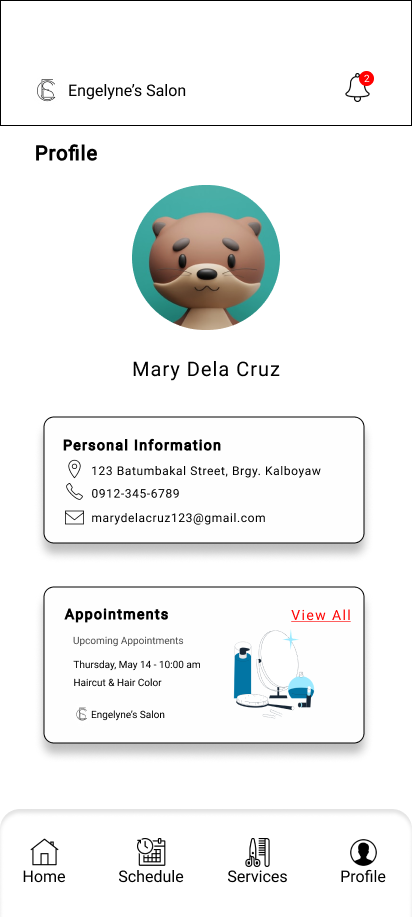 Engelyne's Salon
2
Profile
Mary Dela Cruz
Personal Information
123 Batumbakal Street, Brgy. Kalboyaw
0912-345-6789
marydelacruz123@gmail.com
Appointments
View All
Upcoming Appointments
Thursday, May 14 - 10:00 am
Haircut & Hair Color
Engelyne's Salon
Home
Schedule
Services
Profile